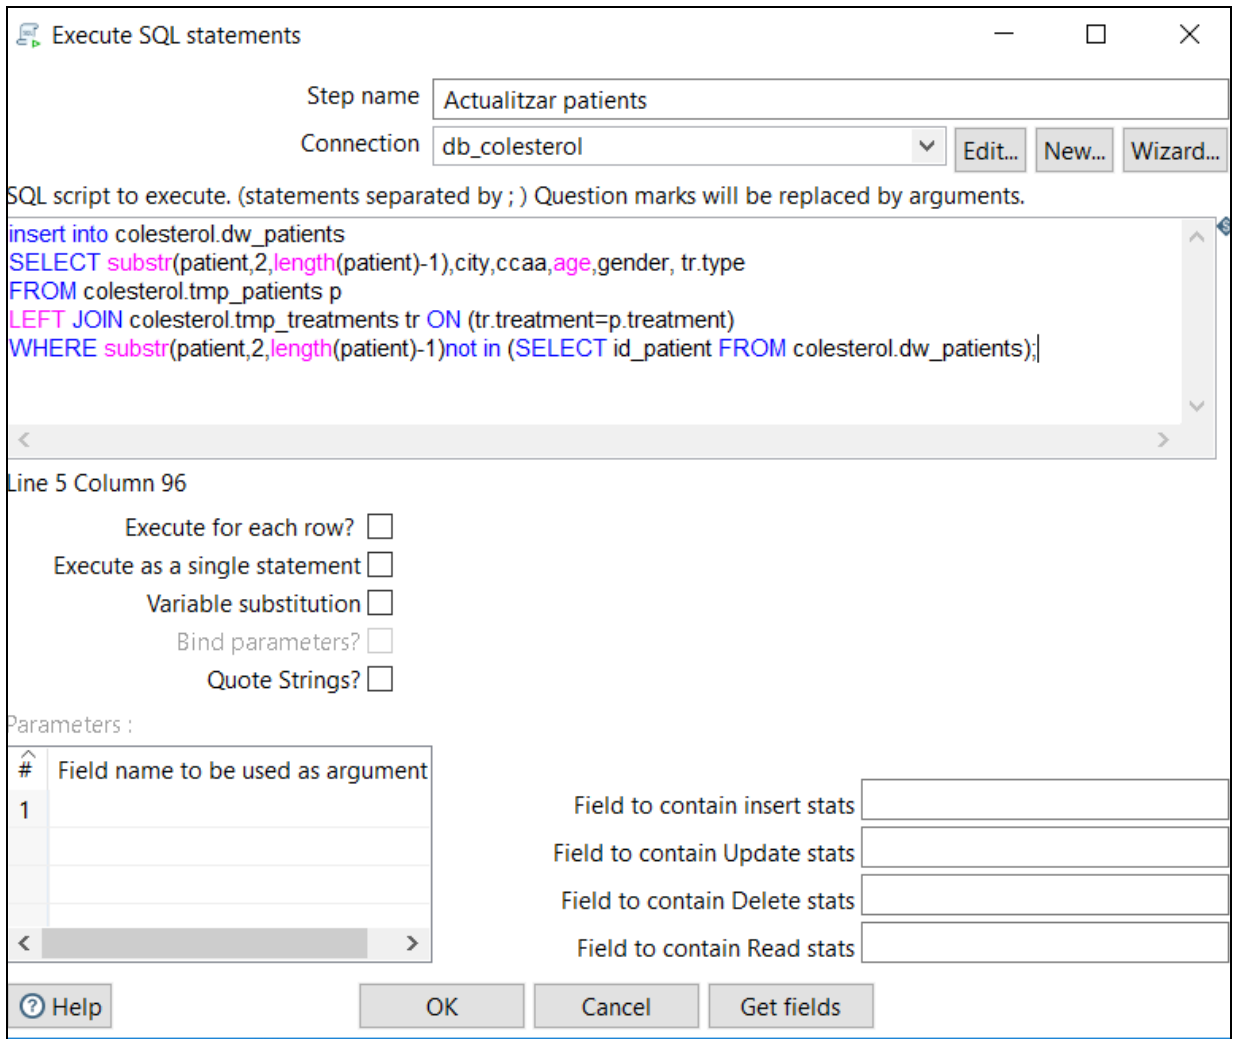 Execute SQL statements
Step name Actualitzar patients
Connection db_colesterol Edit... New... Wizard...
SQL script to execute. (statements separated by ; ) Question marks will be replaced by arguments.
insert into colesterol.dw_patients
SELECT substr(patient,2,length(patient)-1),city,ccaa,age,gender, tr.type
FROM colesterol.tmp_patients p
LEFT JOIN colesterol.tmp_treatments tr ON (tr.treatment=p.treatment)
WHERE substr(patient,2,length(patient)-1)not in (SELECT id_patient FROM colesterol.dw_patients);
Line 5 Column 96
Execute for each row?
Execute as a single statement
Variable substitution
Bind parameters?
Quote Strings?
Parameters :
# Field name to be used as argument
1
Field to contain insert stats
Field to contain Update stats
Field to contain Delete stats
Field to contain Read stats
Help OK Cancel Get fields